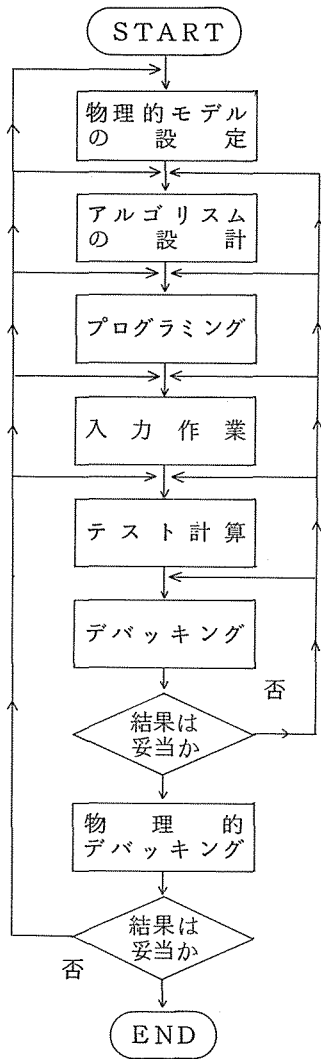 START
物理的モデル
の設定
アルゴリスム
の設計
プログラミング
入力作業
テスト計算
デバッキング
否
結果は
妥当か
物理的
デバッキング
結果は
妥当か
否
END